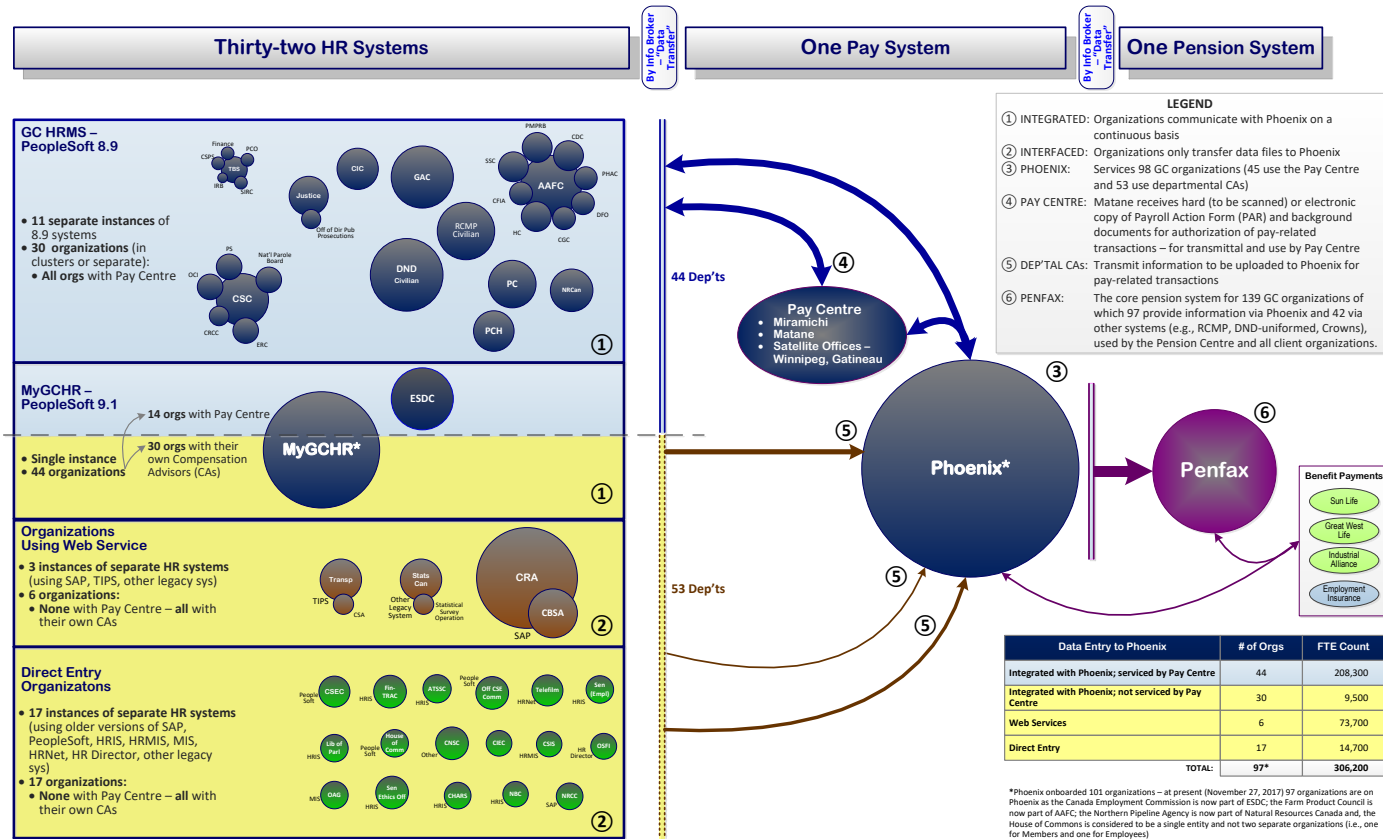 Thirty-two HR Systems
By Info Broker
– "Data
Transfer"
One Pay System
By Info Broker
– "Data
Transfer"
One Pension System
GC HRMS –
PeopleSoft 8.9
• 11 separate instances of
8.9 systems
• 30 organizations (in
clusters or separate):
• All orgs with Pay Centre
Finance
PCO
CSPS
TBS
IRB
SIRC
Justice
Off of Dir Pub
Prosecutions
CIC
GAC
RCMP
Civilian
DND
Civilian
PC
NRCan
PCH
PMPRB
CDC
SSC
PHAC
AAFC
CFIA
DFO
HC
CGC
PS
Nat'l Parole
Board
OCI
CSC
CRCC
ERC
①
MyGCHR –
PeopleSoft 9.1
14 orgs with Pay Centre
• Single instance
• 44 organizations
30 orgs with their
own Compensation
Advisors (CAs)
MyGCHR*
ESDC
①
Organizations
Using Web Service
• 3 instances of separate HR systems
(using SAP, TIPS, other legacy sys)
• 6 organizations:
• None with Pay Centre – all with
their own CAs
Transp
TIPS
CSA
Stats
Can
Other
Legacy
System
Statistical
Survey
Operation
CRA
CBSA
SAP
②
Direct Entry
Organizatons
• 17 instances of separate HR systems
(using older versions of SAP,
PeopleSoft, HRIS, HRMIS, MIS,
HRNet, HR Director, other legacy
sys)
• 17 organizations:
• None with Pay Centre – all with
their own CAs
People
Soft
CSEC
HRIS
Fin-
TRAC
HRIS
ATSSC
People
Soft
Off CSE
Comm
HRNet
Telefilm
HRIS
Sen
(Empl)
HRIS
Lib of
Parl
People
Soft
House
of
Comm
Other
CNSC
CIEC
HRMIS
CSIS
HR
Director
OSFI
MIS
OAG
Sen
Ethics Off
HRIS
CHARS
HRIS
NBC
SAP
NRCC
②
44 Dep'ts
53 Dep'ts
④
Pay Centre
• Miramichi
• Matane
• Satellite Offices –
Winnipeg, Gatineau
③
Phoenix*
⑤
⑤
⑤
⑥
Penfax
LEGEND
① INTEGRATED: Organizations communicate with Phoenix on a
continuous basis
② INTERFACED: Organizations only transfer data files to Phoenix
③ PHOENIX: Services 98 GC organizations (45 use the Pay Centre
and 53 use departmental CAs)
④ PAY CENTRE: Matane receives hard (to be scanned) or electronic
copy of Payroll Action Form (PAR) and background
documents for authorization of pay-related
transactions – for transmittal and use by Pay Centre
⑤ DEP'TAL CAs: Transmit information to be uploaded to Phoenix for
pay-related transactions
⑥ PENFAX: The core pension system for 139 GC organizations of
which 97 provide information via Phoenix and 42 via
other systems (e.g., RCMP, DND-uniformed, Crowns),
used by the Pension Centre and all client organizations.
Benefit Payments
Sun Life
Great West
Life
Industrial
Alliance
Employment
Insurance
Data Entry to Phoenix # of Orgs FTE Count
Integrated with Phoenix; serviced by Pay Centre 44 208,300
Integrated with Phoenix; not serviced by Pay
Centre 30 9,500
Web Services 6 73,700
Direct Entry 17 14,700
TOTAL: 97* 306,200
*Phoenix onboarded 101 organizations – at present (November 27, 2017) 97 organizations are on
Phoenix as the Canada Employment Commission is now part of ESDC; the Farm Product Council is
now part of AAFC; the Northern Pipeline Agency is now part of Natural Resources Canada and, the
House of Commons is considered to be a single entity and not two separate organizations (i.e., one
for Members and one for Employees)